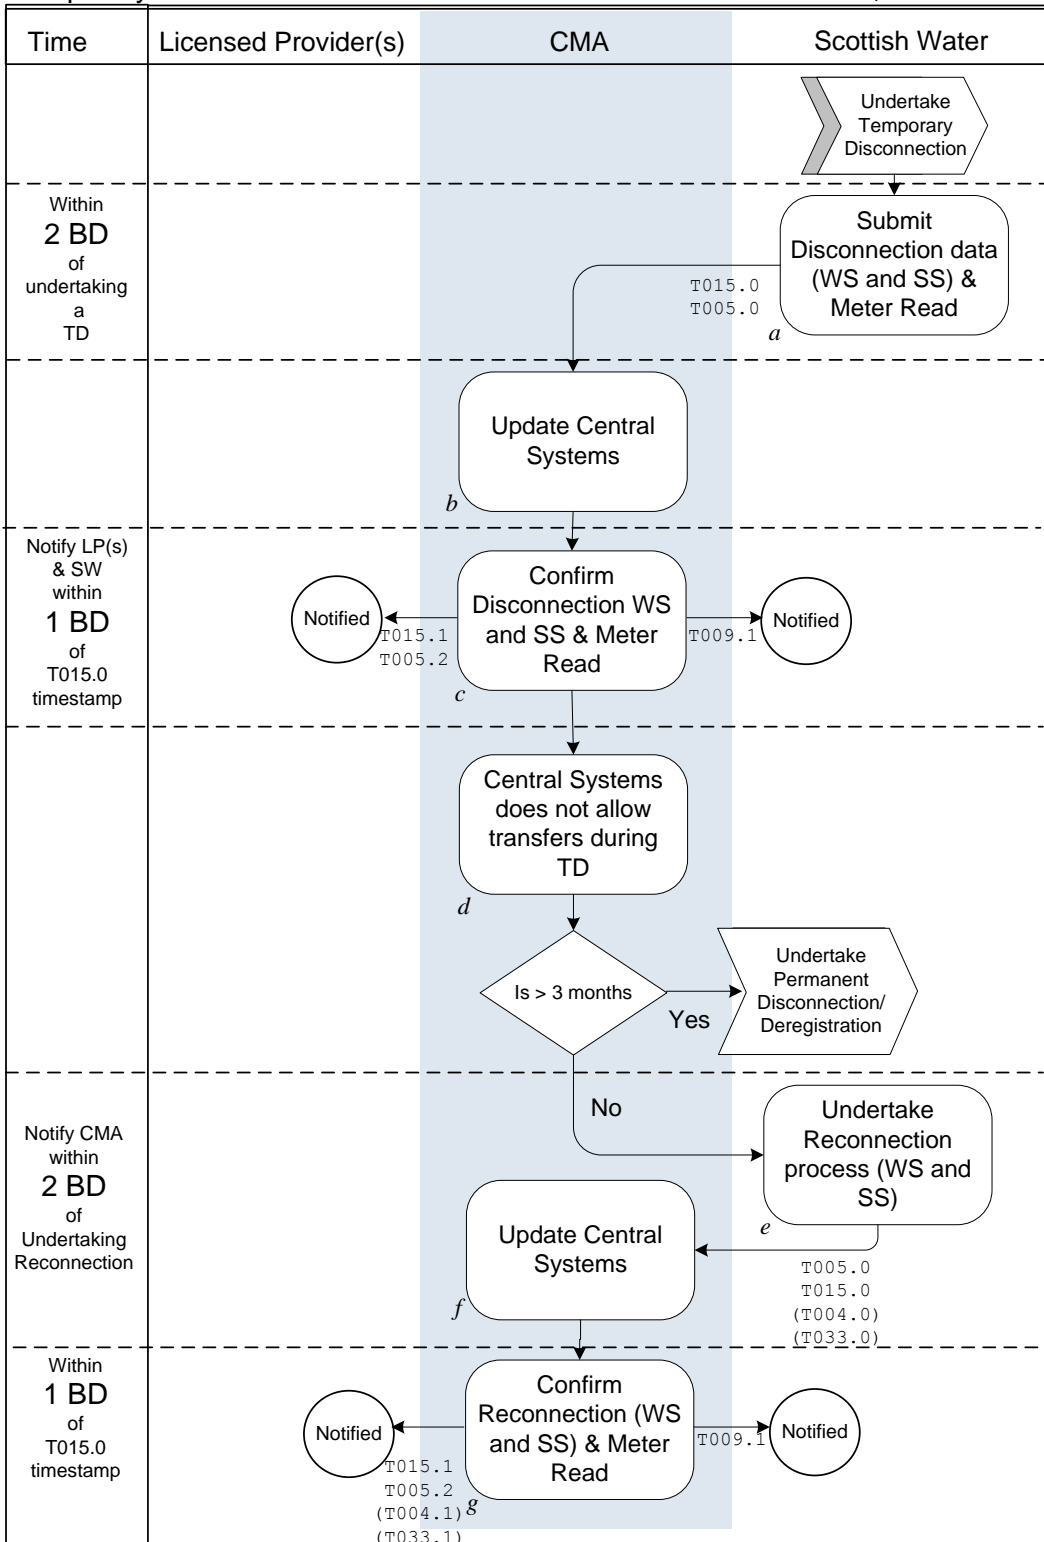 Time
Licensed Provider(s)
CMA
Scottish Water
Undertake
Temporary
Disconnection
Within
2 BD
of
undertaking
a
TD
Submit
Disconnection data
(WS and SS) &
Meter Read
a
T015.0
T005.0
Update Central
Systems
b
Notify LP(s)
& SW
within
1 BD
of
T015.0
timestamp
Notified
T015.1
T005.2
Confirm
Disconnection WS
and SS & Meter
Read
c
T009.1
Notified
Central Systems
does not allow
transfers during
TD
d
Is > 3 months
Yes
Undertake
Permanent
Disconnection/
Deregistration
No
Notify CMA
within
2 BD
of
Undertaking
Reconnection
Undertake
Reconnection
process (WS and
SS)
e
T005.0
T015.0
(T004.0)
(T033.0)
Update Central
Systems
f
Within
1 BD
of
T015.0
timestamp
Notified
T015.1
T005.2
(T004.1)
(T033.1)
Confirm
Reconnection (WS
and SS) & Meter
Read
g
T009.1
Notified